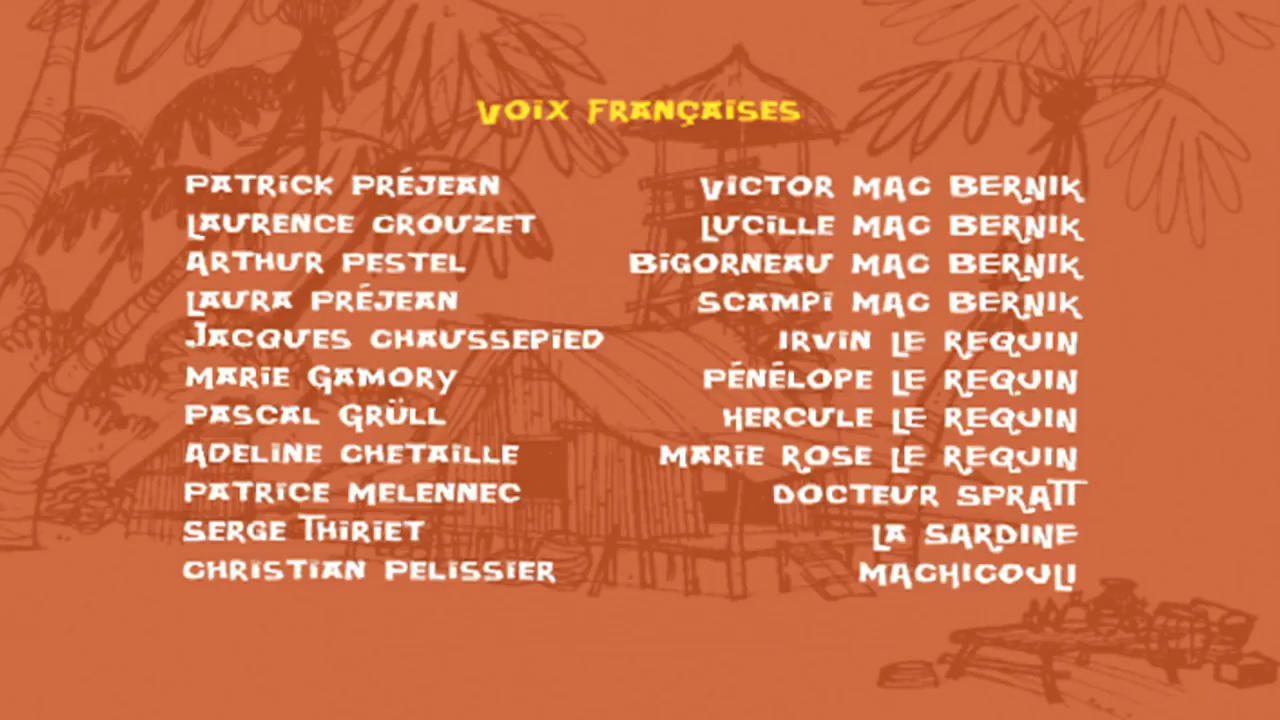 VOIX FRANÇAISES
PATRICK PRÉJEAN VICTOR MAC BERNIK
LAURENCE CROUZET LUCILLE MAC BERNIK
ARTHUR PESTEL BIGORNEAU MAC BERNIK
LAURA PRÉJEAN SCAMPI MAC BERNIK
JACQUES CHAUSSEPIED IRVIN LE REQUIN
MARIE GAMORY PÉNÉLOPE LE REQUIN
PASCAL GRÜLL HERCULE LE REQUIN
ADELINE CHETAILLE MARIE ROSE LE REQUIN
PATRICE MELENNEC DOCTEUR SPRATT
SERGE THIRIET LA SARDINE
CHRISTIAN PELISSIER MACHICOULI